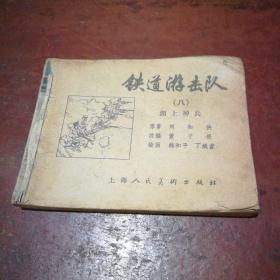 铁道游击队
(八)
湖上神兵
原著 刘知侠
改编 董子畏
绘画 韩和平 丁斌曾
上海人民美术出版社